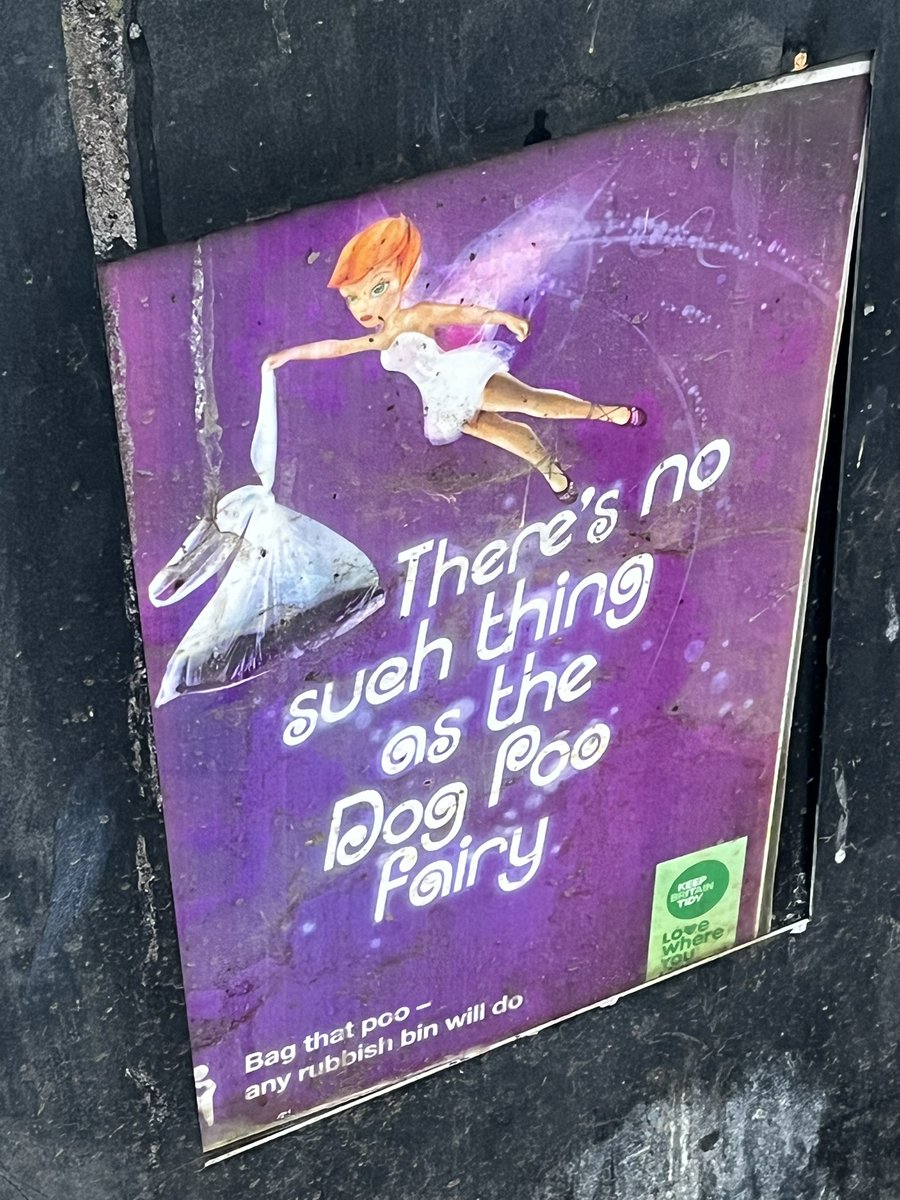 There's no
such thing
as the
Dog Poo
fairy
KEEP
BRITAIN
TIDY
Love
where
you
Bag that poo –
any rubbish bin will do